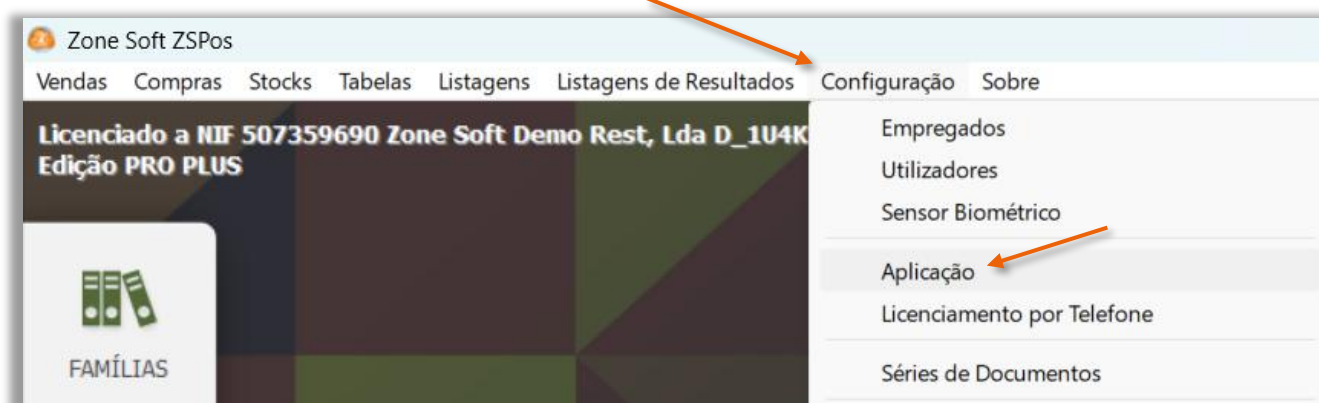 Zone Soft ZSPos
Vendas Compras Stocks Tabelas Listagens Listagens de Resultados Configuração Sobre
Licenciado a NIF 507359690 Zone Soft Demo Rest, Lda D_1U4K
Edição PRO PLUS
FAMÍLIAS
Empregados
Utilizadores
Sensor Biométrico
Aplicação
Licenciamento por Telefone
Séries de Documentos